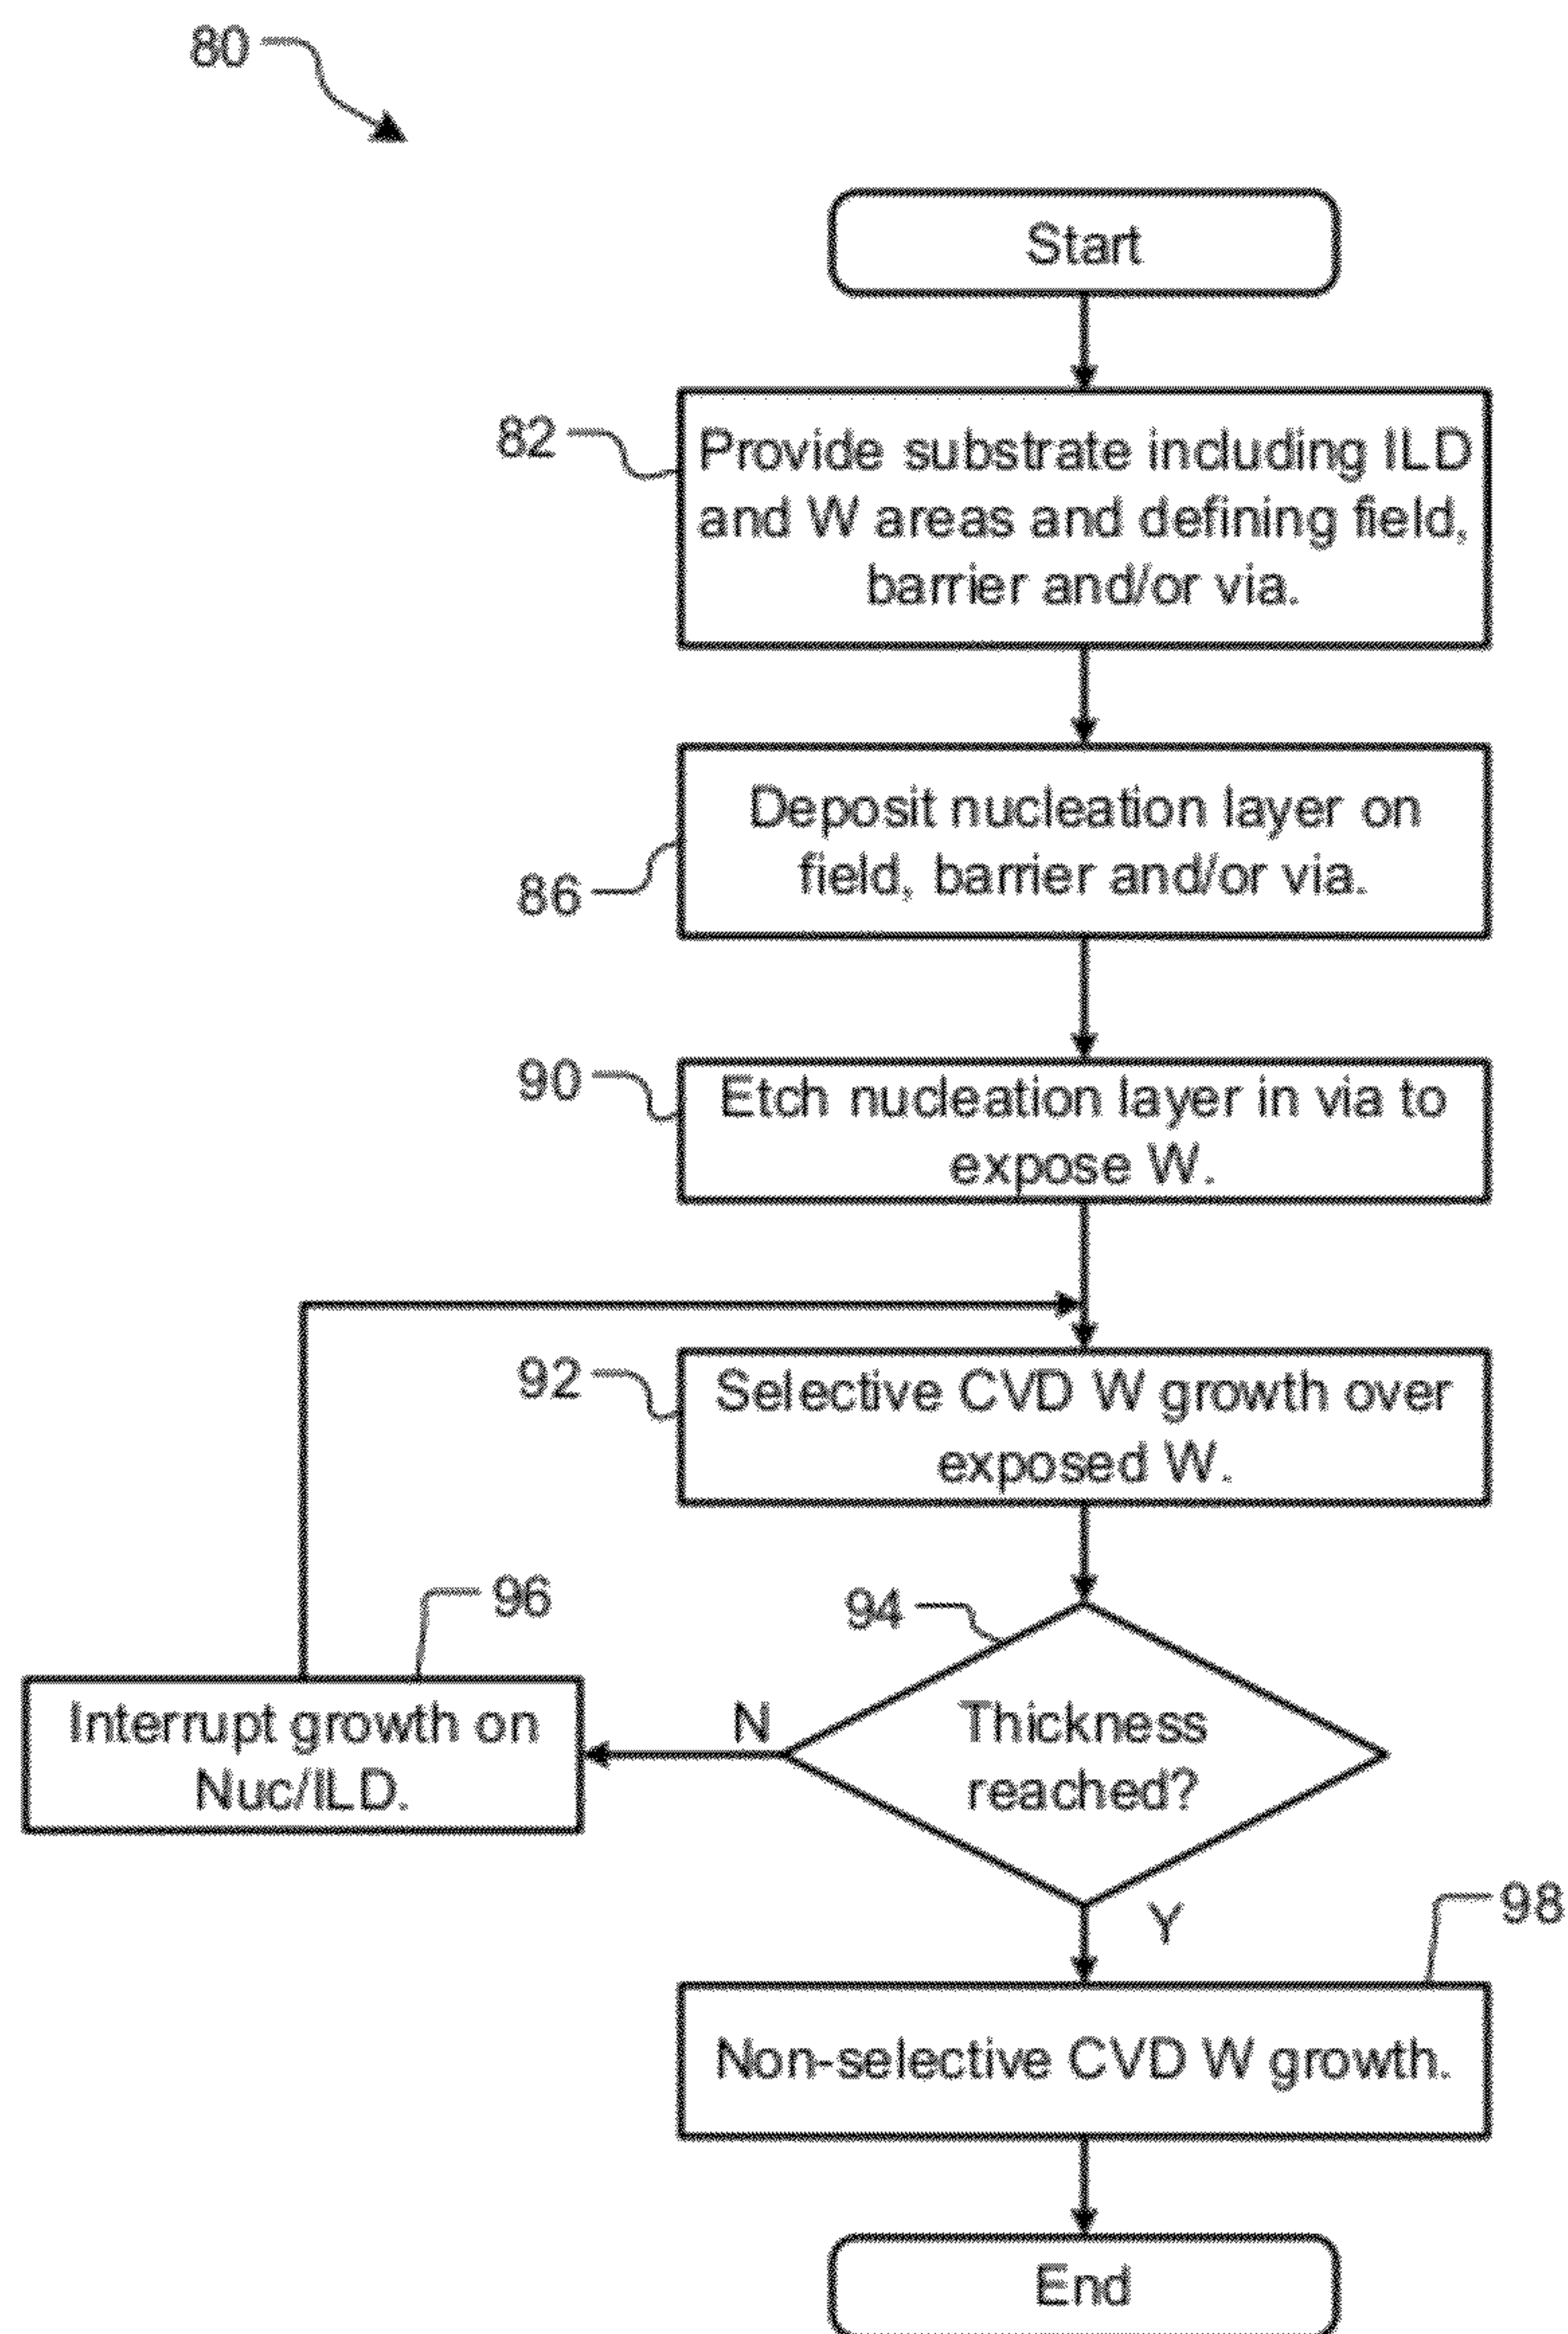 80
Start
82
Provide substrate including ILD
and W areas and defining field,
barrier and/or via.
Deposit nucleation layer on
field, barrier and/or via.
86
90
Etch nucleation layer in via to
expose W.
92
Selective CVD W growth over
exposed W.
96
94
Interrupt growth on
Nuc/ILD.
N
Thickness
reached?
Y
98
Non-selective CVD W growth.
End